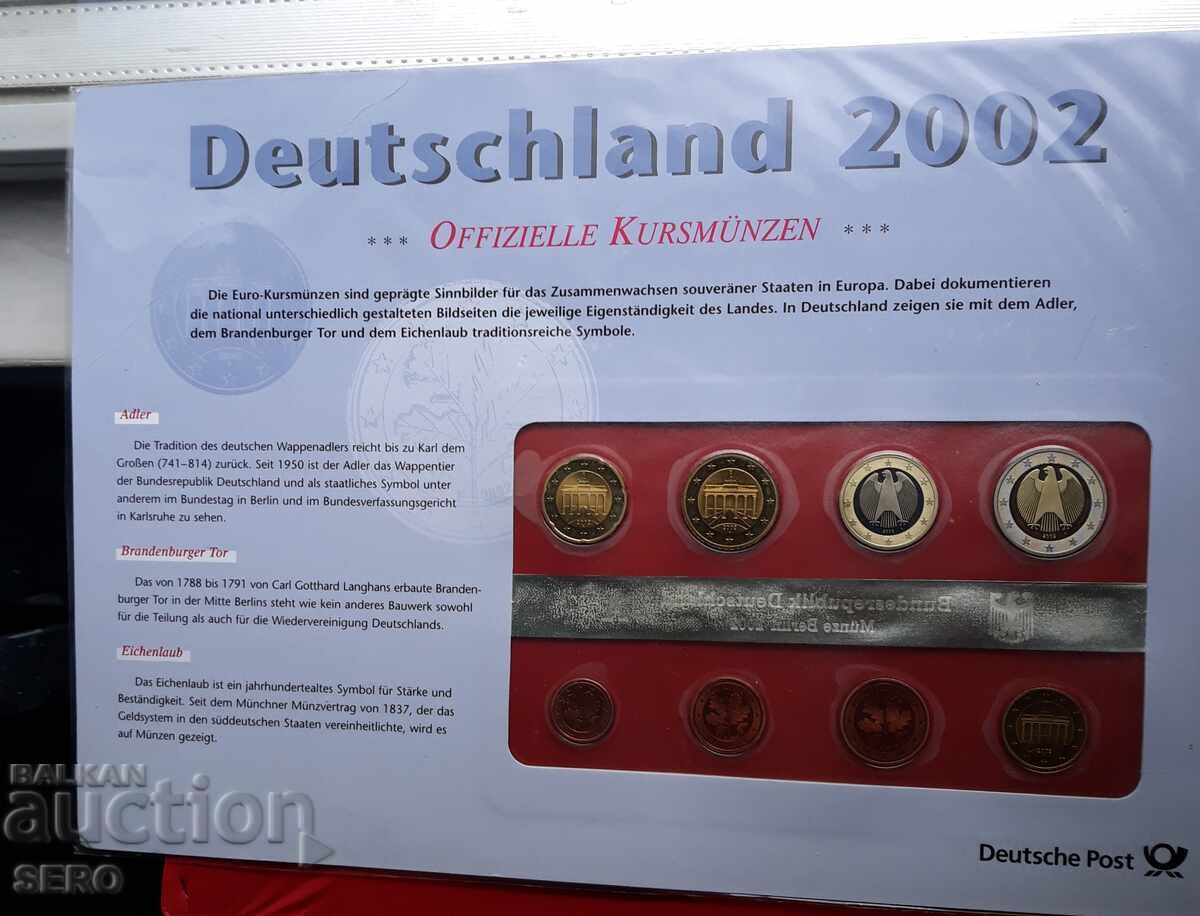 Deutschland 2002
*** OFFIZIELLE KURSMÜNZEN ***
Die Euro-Kursmünzen sind geprägte Sinnbilder für das Zusammenwachsen souveräner Staaten in Europa. Dabei dokumentieren
die national unterschiedlich gestalteten Bildseiten die jeweilige Eigenständigkeit des Landes. In Deutschland zeigen sie mit dem Adler,
dem Brandenburger Tor und dem Eichenlaub traditionsreiche Symbole.
Adler
Die Tradition des deutschen Wappenadlers reicht bis zu Karl dem
Großen (741–814) zurück. Seit 1950 ist der Adler das Wappentier
der Bundesrepublik Deutschland und als staatliches Symbol unter
anderem im Bundestag in Berlin und im Bundesverfassungsgericht
in Karlsruhe zu sehen.
Brandenburger Tor
Das von 1788 bis 1791 von Carl Gotthard Langhans erbaute Branden-
burger Tor in der Mitte Berlins steht wie kein anderes Bauwerk sowohl
für die Teilung als auch für die Wiedervereinigung Deutschlands.
Eichenlaub
Das Eichenlaub ist ein jahrhundertealtes Symbol für Stärke und
Beständigkeit. Seit dem Münchner Münzvertrag von 1837, der das
Geldsystem in den süddeutschen Staaten vereinheitlichte, wird es
auf Münzen gezeigt.
Bundesrepublik Deutschland
Münze Berlin 2002
Deutsche Post
BALKAN
auction
SERO